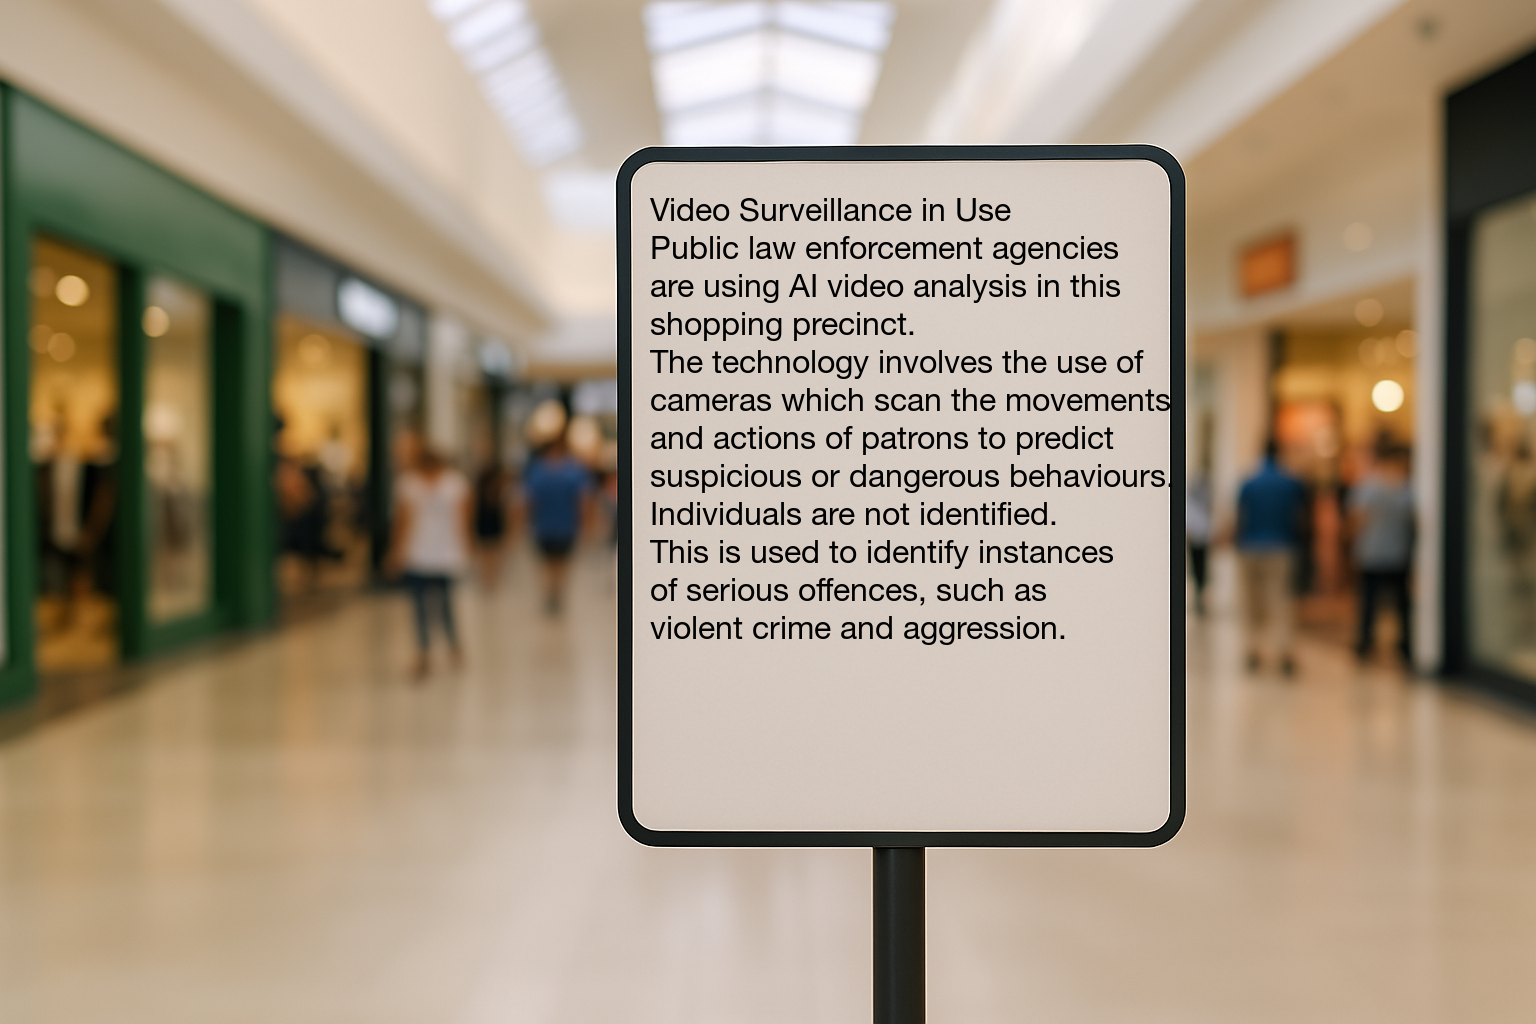 Video Surveillance in Use
Public law enforcement agencies
are using AI video analysis in this
shopping precinct.
The technology involves the use of
cameras which scan the movements
and actions of patrons to predict
suspicious or dangerous behaviours.
Individuals are not identified.
This is used to identify instances
of serious offences, such as
violent crime and aggression.